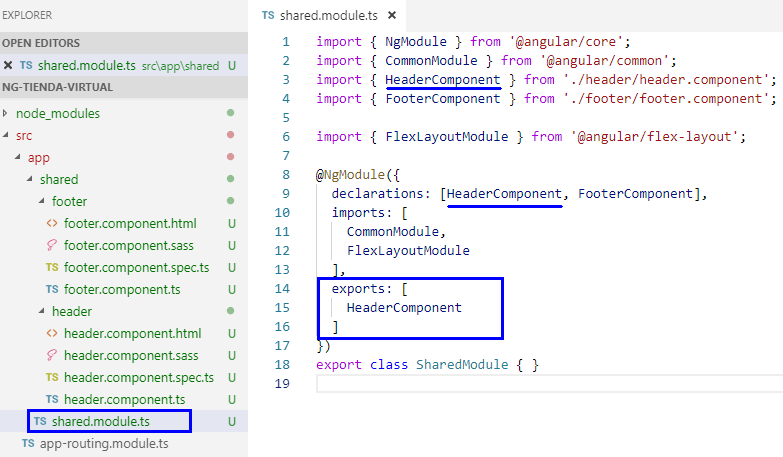 EXPLORER
OPEN EDITORS
TS shared.module.ts src\app\shared U
NG-TIENDA-VIRTUAL
node_modules
src
app
shared
footer
<> footer.component.html U
footer.component.sass U
TS footer.component.spec.ts U
TS footer.component.ts U
header
<> header.component.html U
header.component.sass U
TS header.component.spec.ts U
TS header.component.ts U
TS shared.module.ts U
TS app-routing.module.ts
TS shared.module.ts
1 import { NgModule } from '@angular/core';
2 import { CommonModule } from '@angular/common';
3 import { HeaderComponent } from './header/header.component';
4 import { FooterComponent } from './footer/footer.component';
5
6 import { FlexLayoutModule } from '@angular/flex-layout';
7
8 @NgModule({
9 declarations: [HeaderComponent, FooterComponent],
10 imports: [
11 CommonModule,
12 FlexLayoutModule
13 ],
14 exports: [
15 HeaderComponent
16 ]
17 })
18 export class SharedModule { }
19